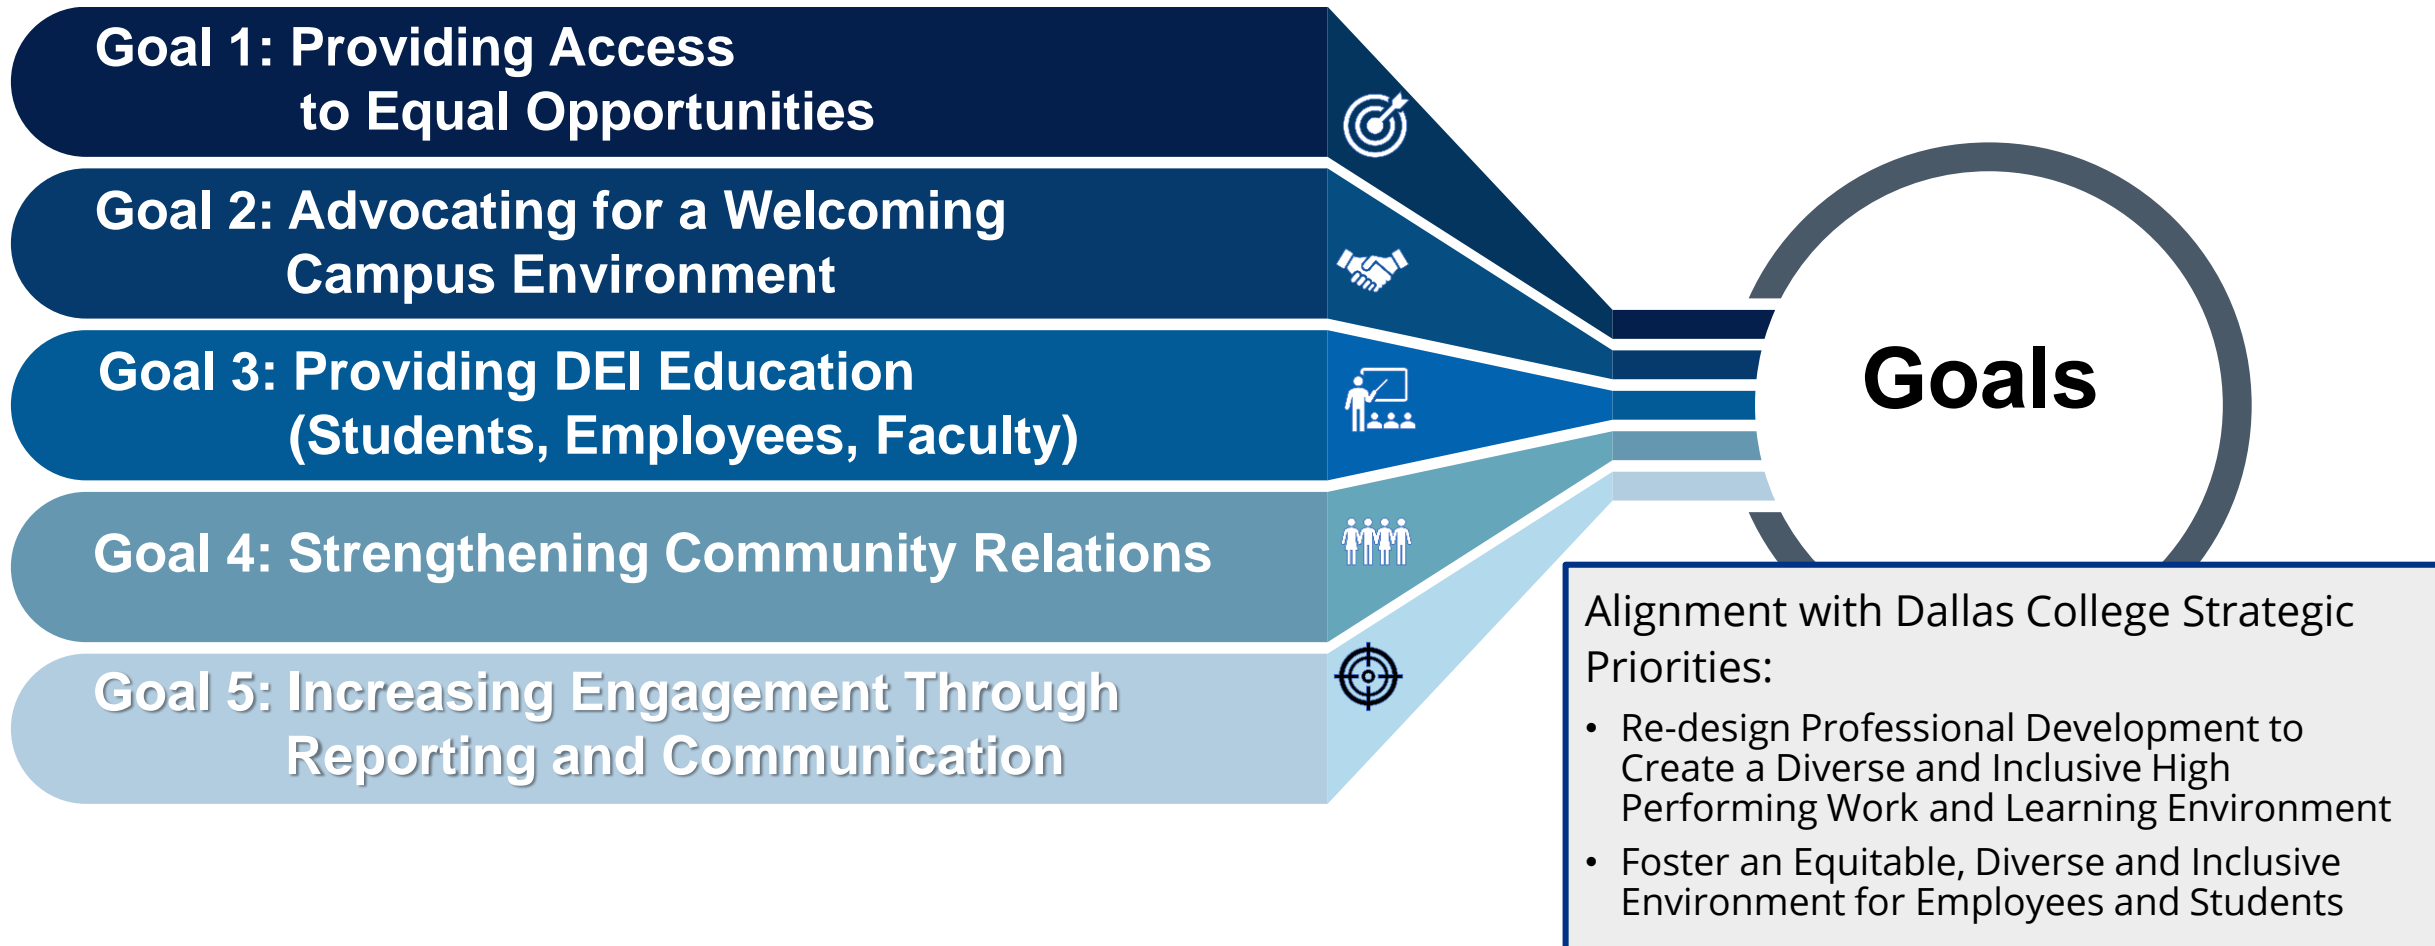 Goal 1: Providing Access
to Equal Opportunities
Goal 2: Advocating for a Welcoming
Campus Environment
Goal 3: Providing DEI Education
(Students, Employees, Faculty)
Goal 4: Strengthening Community Relations
Goal 5: Increasing Engagement Through
Reporting and Communication
Goals
Alignment with Dallas College Strategic
Priorities:
• Re-design Professional Development to
Create a Diverse and Inclusive High
Performing Work and Learning Environment
• Foster an Equitable, Diverse and Inclusive
Environment for Employees and Students